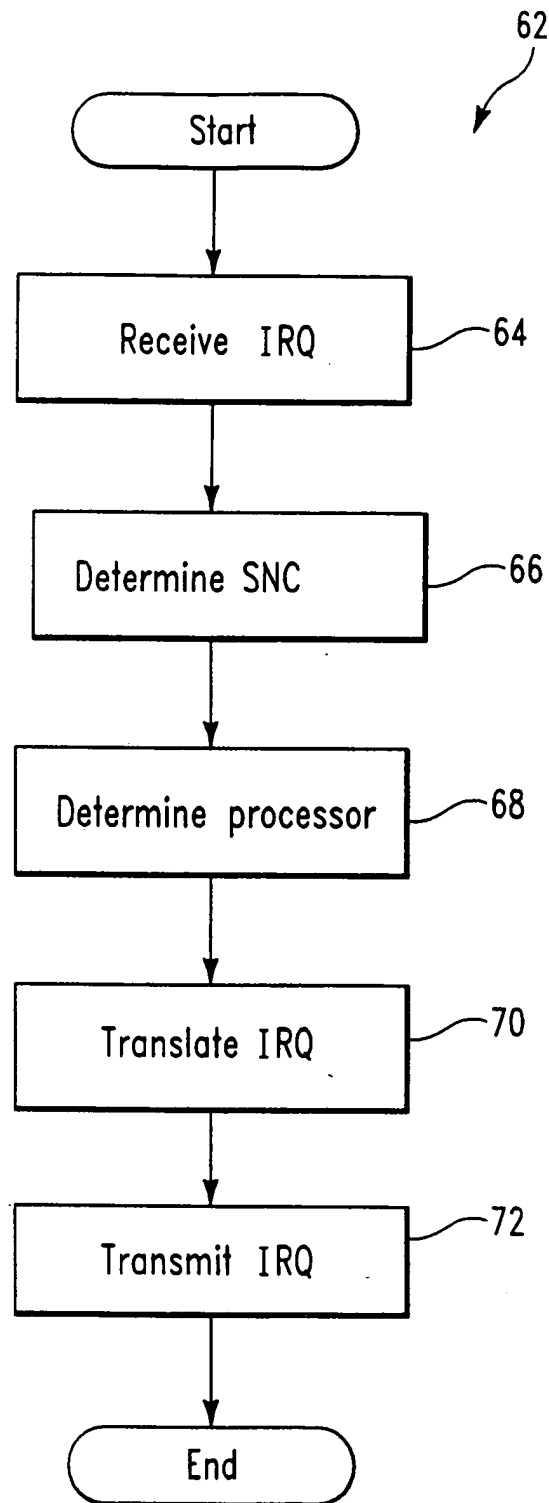 62
Start
Receive IRQ
64
Determine SNC
66
Determine processor
68
Translate IRQ
70
Transmit IRQ
72
End